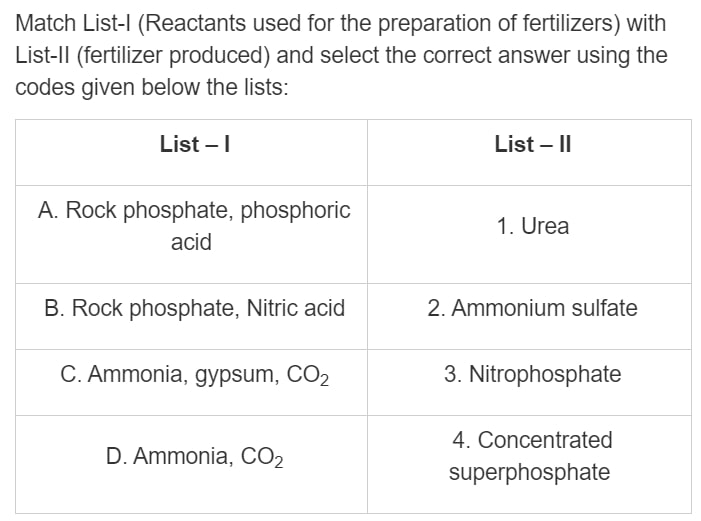 Match List-I (Reactants used for the preparation of fertilizers) with
List-II (fertilizer produced) and select the correct answer using the
codes given below the lists:
List – I
List – II
A. Rock phosphate, phosphoric
acid
1. Urea
B. Rock phosphate, Nitric acid
2. Ammonium sulfate
C. Ammonia, gypsum, CO₂
3. Nitrophosphate
D. Ammonia, CO₂
4. Concentrated
superphosphate